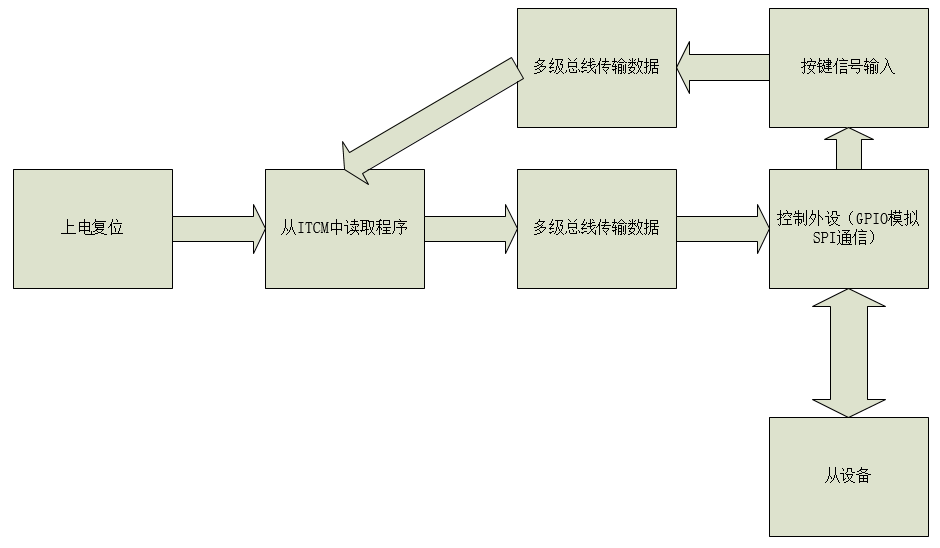 多级总线传输数据
按键信号输入
上电复位
从ITCM中读取程序
多级总线传输数据
控制外设（GPIO模拟
SPI通信）
从设备